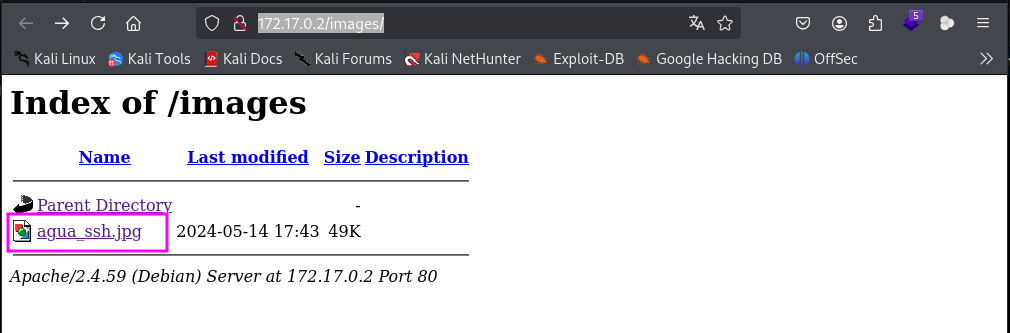 172.17.0.2/images/
5
Kali Linux Kali Tools Kali Docs Kali Forums Kali NetHunter Exploit-DB Google Hacking DB OffSec
Index of /images
Name Last modified Size Description
Parent Directory -
agua_ssh.jpg 2024-05-14 17:43 49K
Apache/2.4.59 (Debian) Server at 172.17.0.2 Port 80